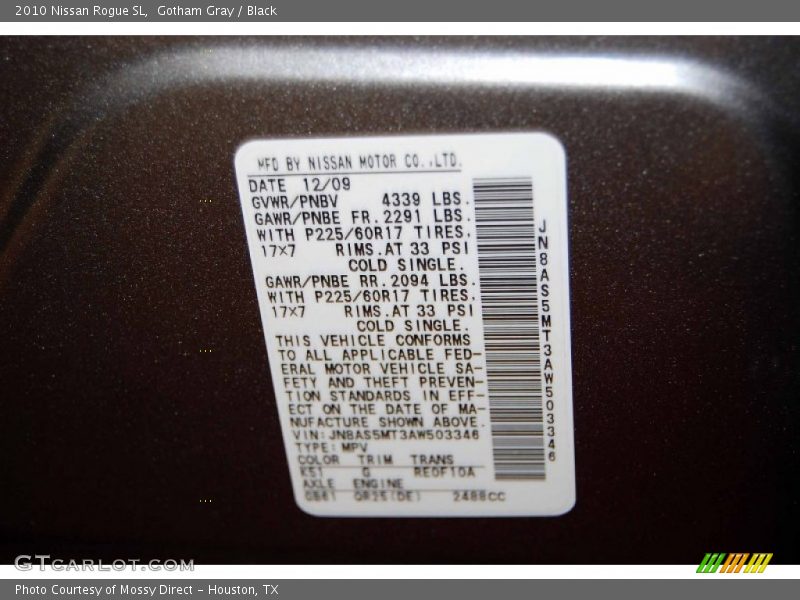 2010 Nissan Rogue SL,  Gotham Gray / Black
MFD BY NISSAN MOTOR CO.,LTD.
DATE 12/09
GVWR/PNBV 4339 LBS.
GAWR/PNBE FR.2291 LBS.
WITH P225/60R17 TIRES.
17×7 RIMS.AT 33 PSI
COLD SINGLE.
GAWR/PNBE RR.2094 LBS.
WITH P225/60R17 TIRES.
17×7 RIMS.AT 33 PSI
COLD SINGLE.
THIS VEHICLE CONFORMS
TO ALL APPLICABLE FED-
ERAL MOTOR VEHICLE SA-
FETY AND THEFT PREVEN-
TION STANDARDS IN EFF-
ECT ON THE DATE OF MA-
NUFACTURE SHOWN ABOVE.
VIN:JN8AS5MT3AW503346
TYPE:MPV
COLOR TRIM TRANS
K51 G RE0F10A
AXLE ENGINE
QR25(DE) 2488CC
JN8AS5MT3AW503346
GTCarLot.com
Photo Courtesy of Mossy Direct – Houston, TX